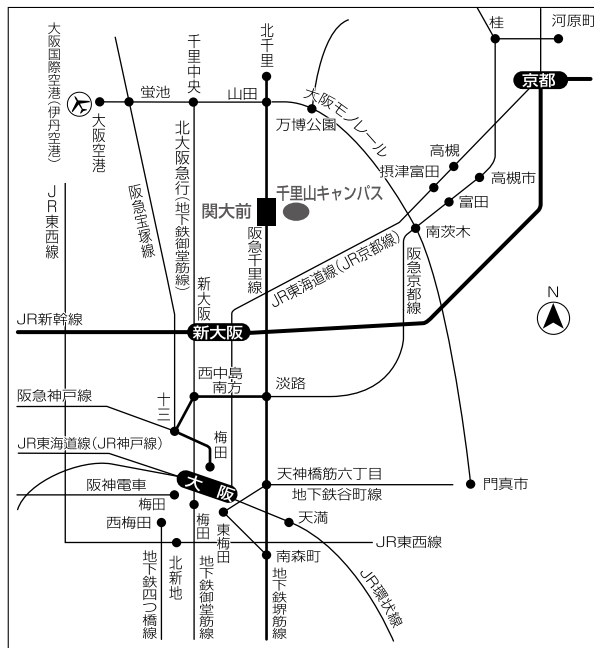 桂
河原町
大阪国際空港(伊丹空港)
千里中央
北千里
京都
蛍池
山田
大阪空港
万博公園
大阪モノレール
高槻
摂津富田
高槻市
富田
JR東西線
阪急宝塚線
北大阪急行(地下鉄御堂筋線)
関大前
千里山キャンパス
阪急千里線
南茨木
JR東海道線(JR京都線)
阪急京都線
新大阪
N
JR新幹線
新大阪
西中島
南方
淡路
阪急神戸線
十三
梅田
JR東海道線(JR神戸線)
大阪
天神橋筋六丁目
地下鉄谷町線
門真市
阪神電車
梅田
西梅田
梅田
東梅田
天満
JR東西線
南森町
地下鉄四つ橋線
北新地
地下鉄御堂筋線
地下鉄堺筋線
JR環状線